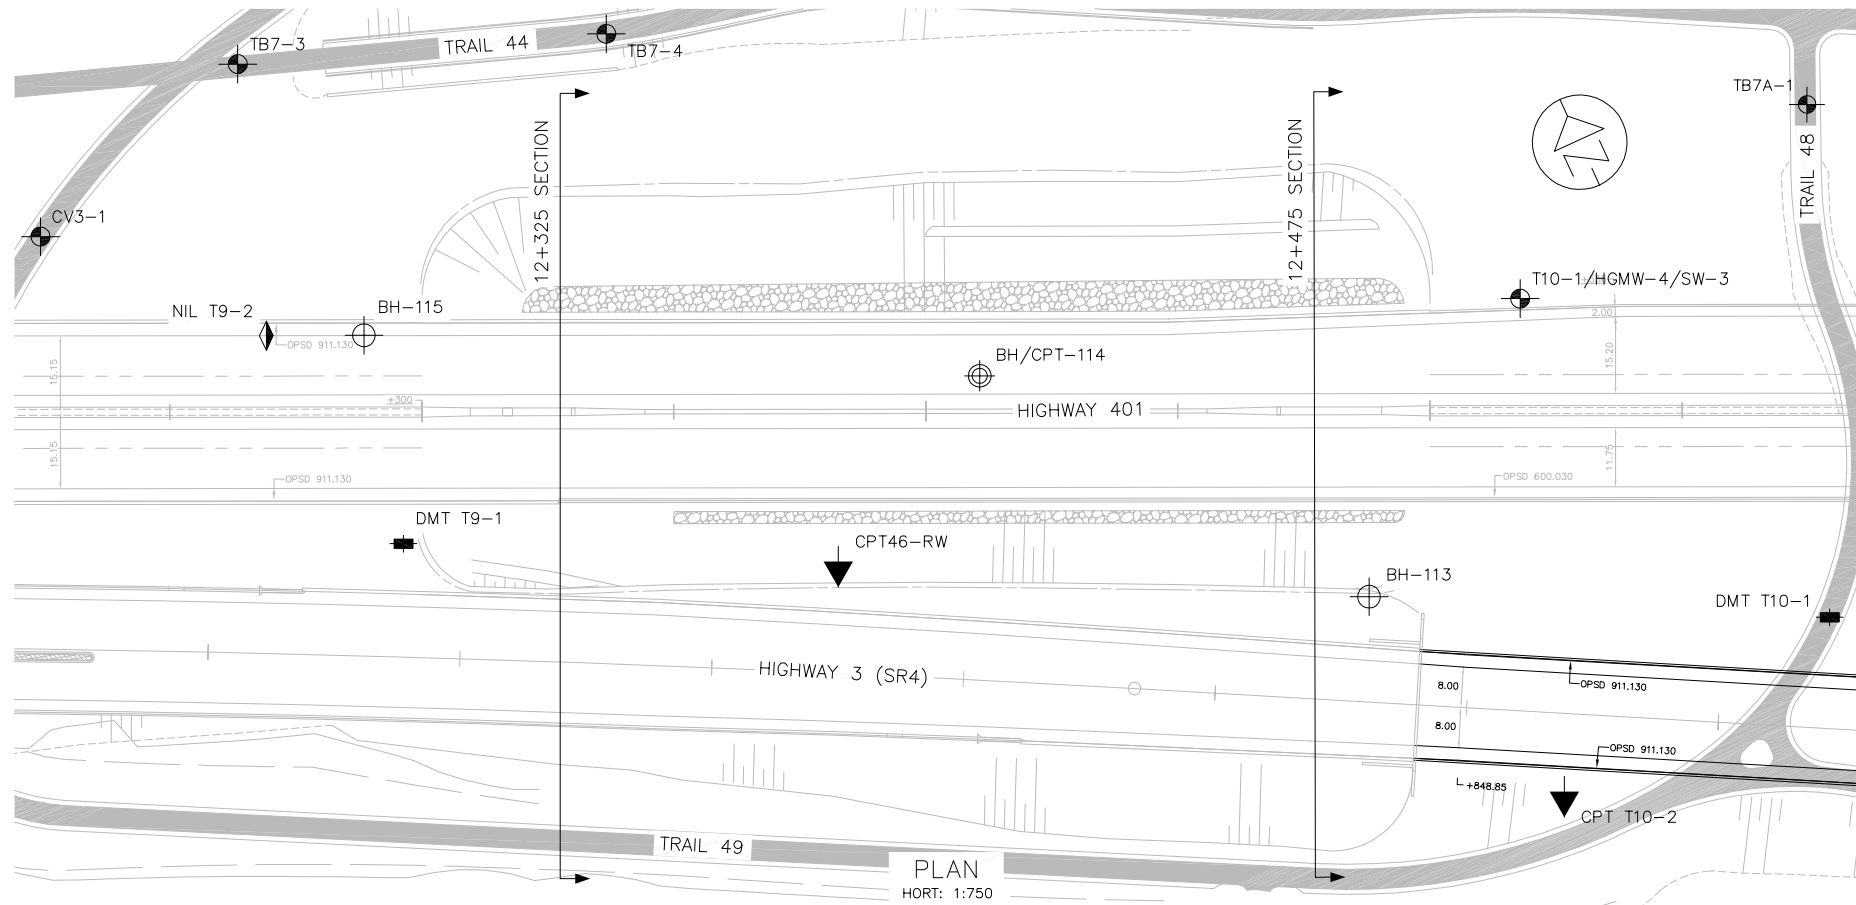 TB7-3
TRAIL 44
TB7-4
TB7A-1
12+325 SECTION
12+475 SECTION
N
TRAIL 48
CV3-1
NIL T9-2
BH-115
T10-1/HGMW-4/SW-3
2.00
OPSD 911.130
15.15
BH/CPT-114
15.20
+300
HIGHWAY 401
15.15
11.75
OPSD 911.130
OPSD 600.030
DMT T9-1
CPT46-RW
BH-113
DMT T10-1
HIGHWAY 3 (SR4)
8.00
OPSD 911.130
8.00
OPSD 911.130
+848.85
CPT T10-2
TRAIL 49
PLAN
HORT: 1:750